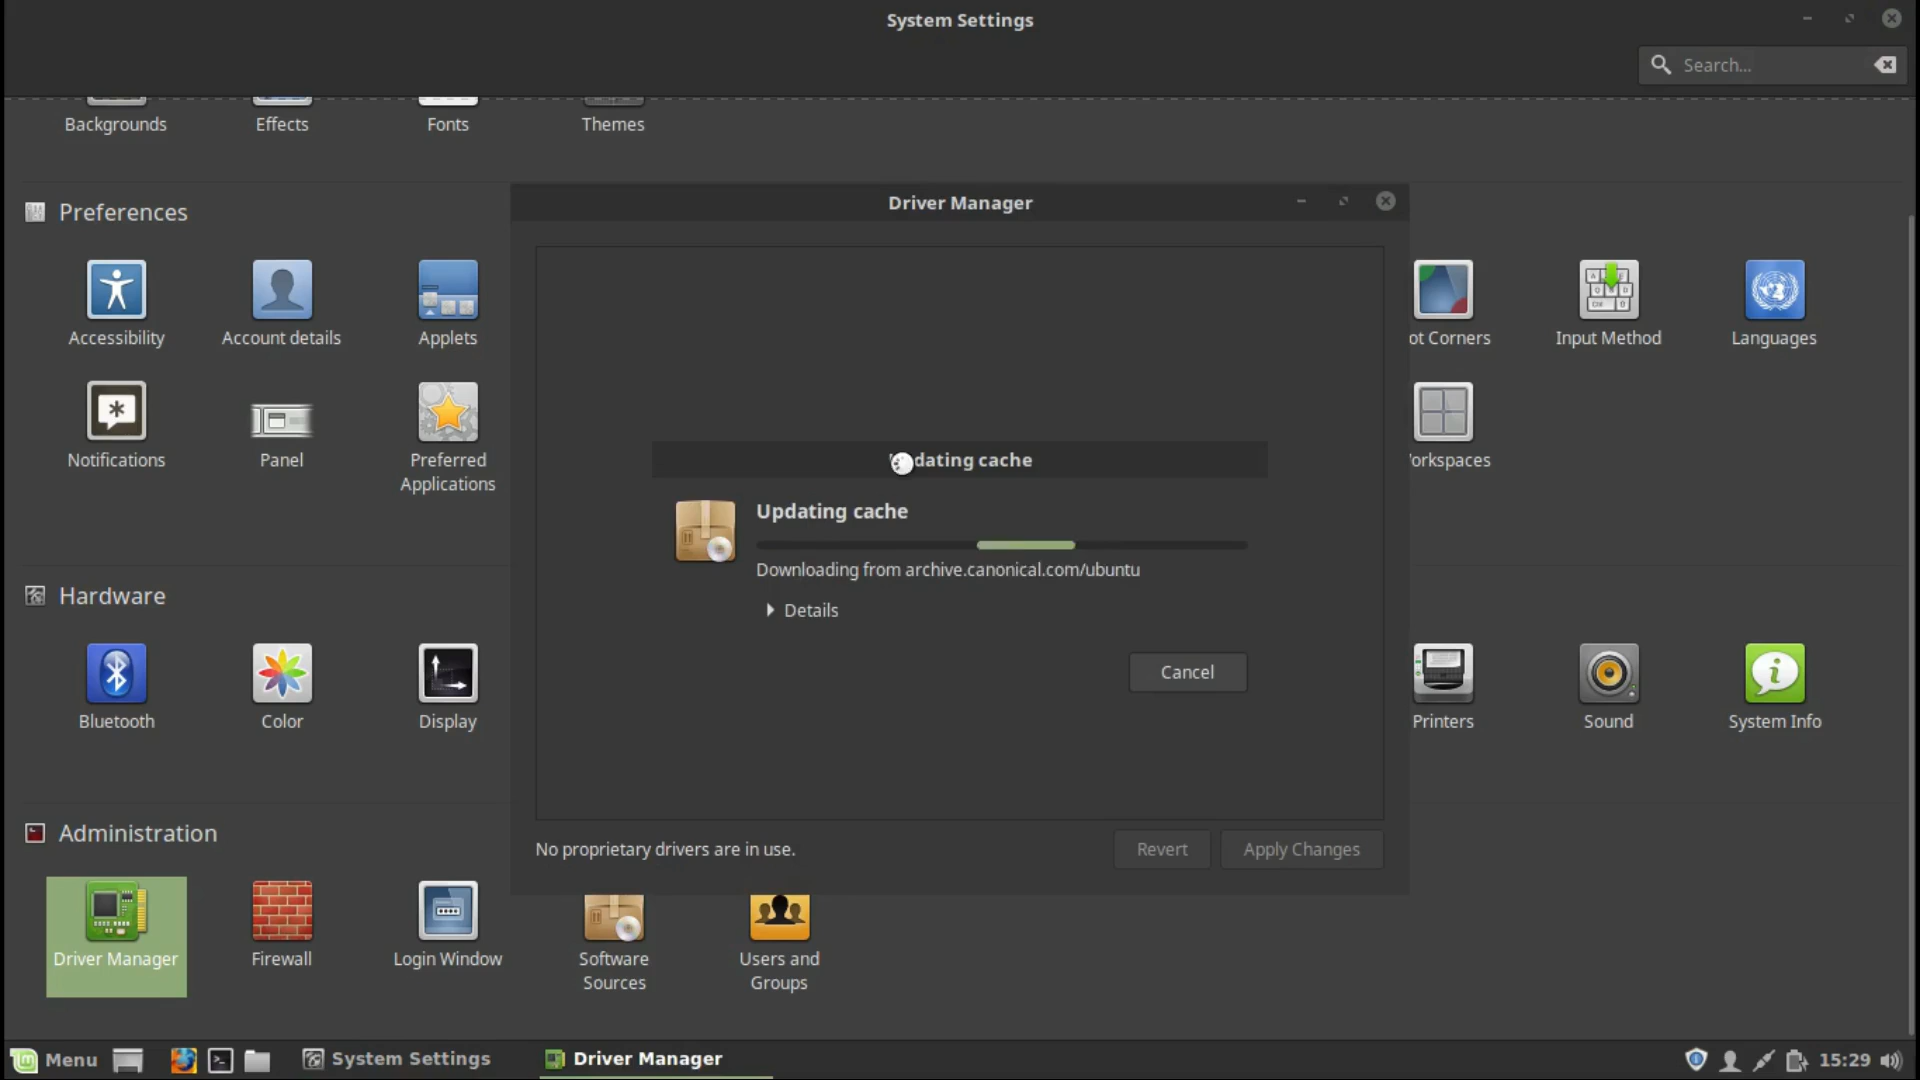 System Settings
Search...
Backgrounds
Effects
Fonts
Themes
Preferences
Driver Manager
Accessibility
Account details
Applets
ot Corners
Input Method
Languages
Notifications
Panel
Preferred
Applications
orkspaces
dating cache
Updating cache
Downloading from archive.canonical.com/ubuntu
Details
Cancel
Hardware
Bluetooth
Color
Display
Printers
Sound
System Info
No proprietary drivers are in use.
Revert
Apply Changes
Administration
Driver Manager
Firewall
Login Window
Software
Sources
Users and
Groups
Menu
System Settings
Driver Manager
15:29